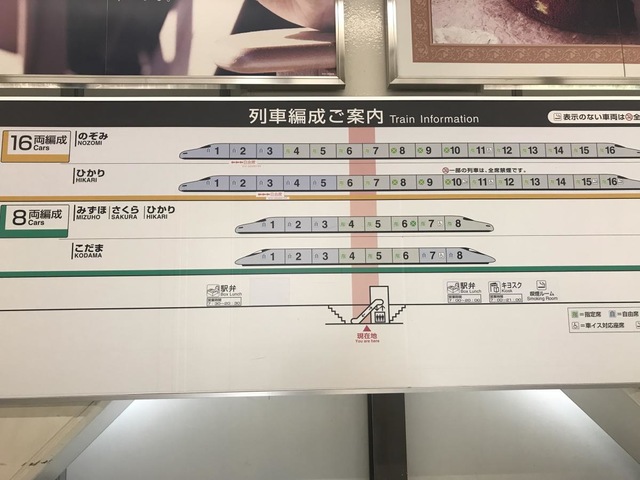 列車編成ご案内 Train Information
表示のない車両は 全
16両編成
Cars
のぞみ
NOZOMI
1 2 3 4 5 6 7 8 9 10 11 12 13 14 15 16
ひかり
HIKARI
一部の列車は、全席禁煙です。
1 2 3 4 5 6 7 8 9 10 11 12 13 14 15 16
8両編成
Cars
みずほ さくら ひかり
MIZUHO SAKURA HIKARI
1 2 3 4 5 6 7 8
こだま
KODAMA
1 2 3 4 5 6 7 8
駅弁
Box Lunch
駅弁
Box Lunch
キヨスク
Kiosk
喫煙ルーム
Smoking Room
現在地
You are here
指 =指定席 自 =自由席
=車イス対応座席